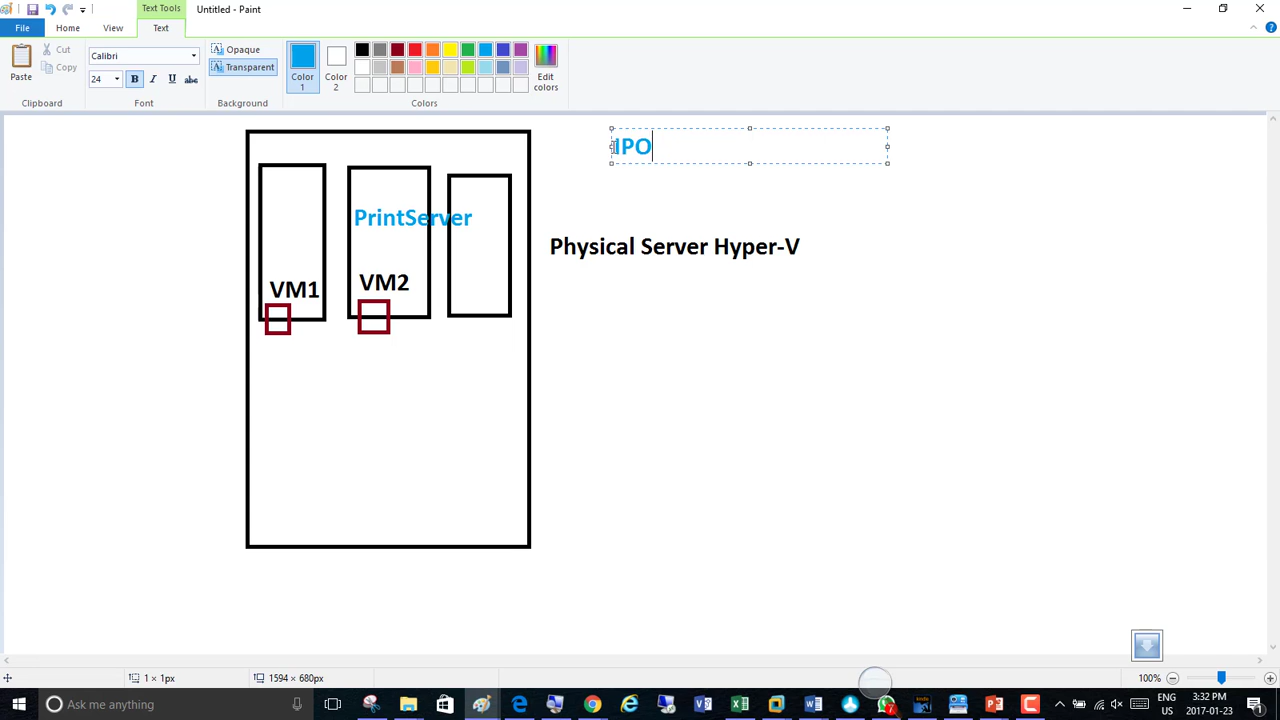 Text Tools
Untitled - Paint
File
Home
View
Text
Paste
Cut
Copy
Clipboard
Calibri
24
B I U abc
Font
A Opaque
A Transparent
Background
Color 1
Color 2
Edit colors
Colors
IPO
PrintServer
Physical Server Hyper-V
VM1
VM2
1 × 1px
1594 × 680px
100%
Ask me anything
7
ENG
US
3:32 PM
2017-01-23